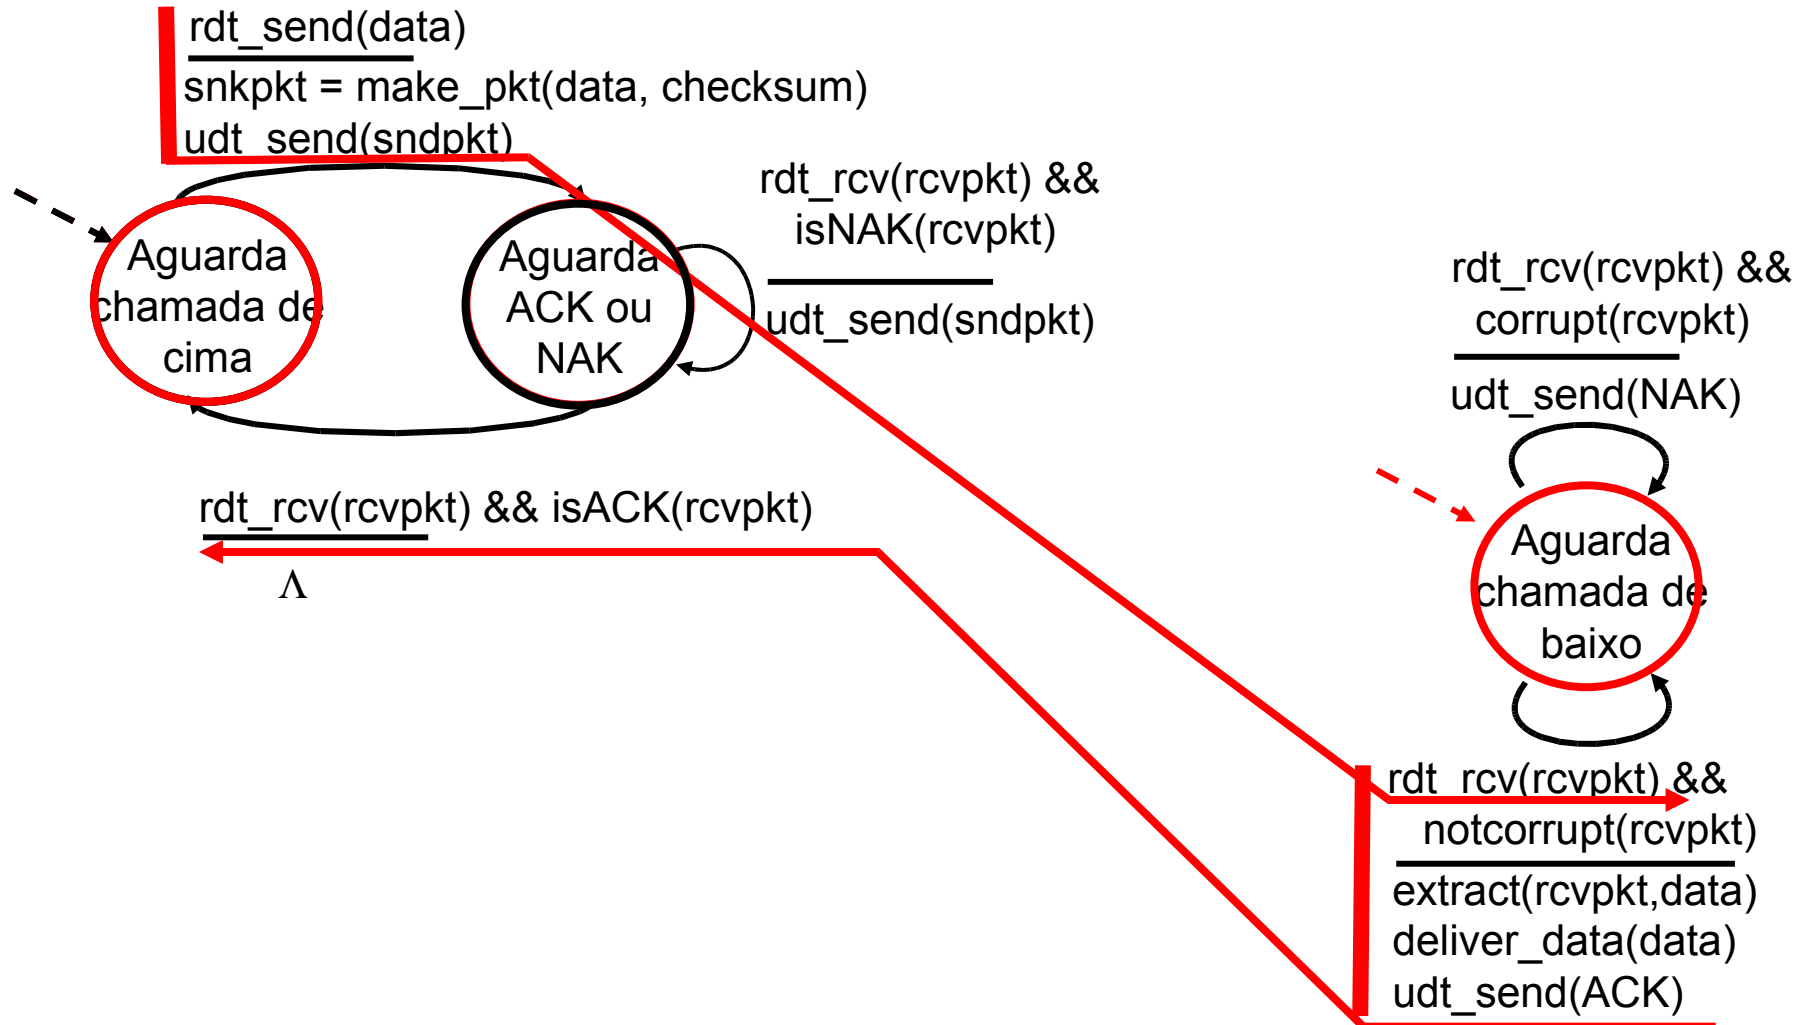 rdt_send(data)
snkpkt = make_pkt(data, checksum)
udt_send(sndpkt)
Aguarda
chamada de
cima
Aguarda
ACK ou
NAK
rdt_rcv(rcvpkt) &&
isNAK(rcvpkt)
udt_send(sndpkt)
rdt_rcv(rcvpkt) && isACK(rcvpkt)
Λ
rdt_rcv(rcvpkt) &&
corrupt(rcvpkt)
udt_send(NAK)
Aguarda
chamada de
baixo
rdt_rcv(rcvpkt) &&
notcorrupt(rcvpkt)
extract(rcvpkt,data)
deliver_data(data)
udt_send(ACK)